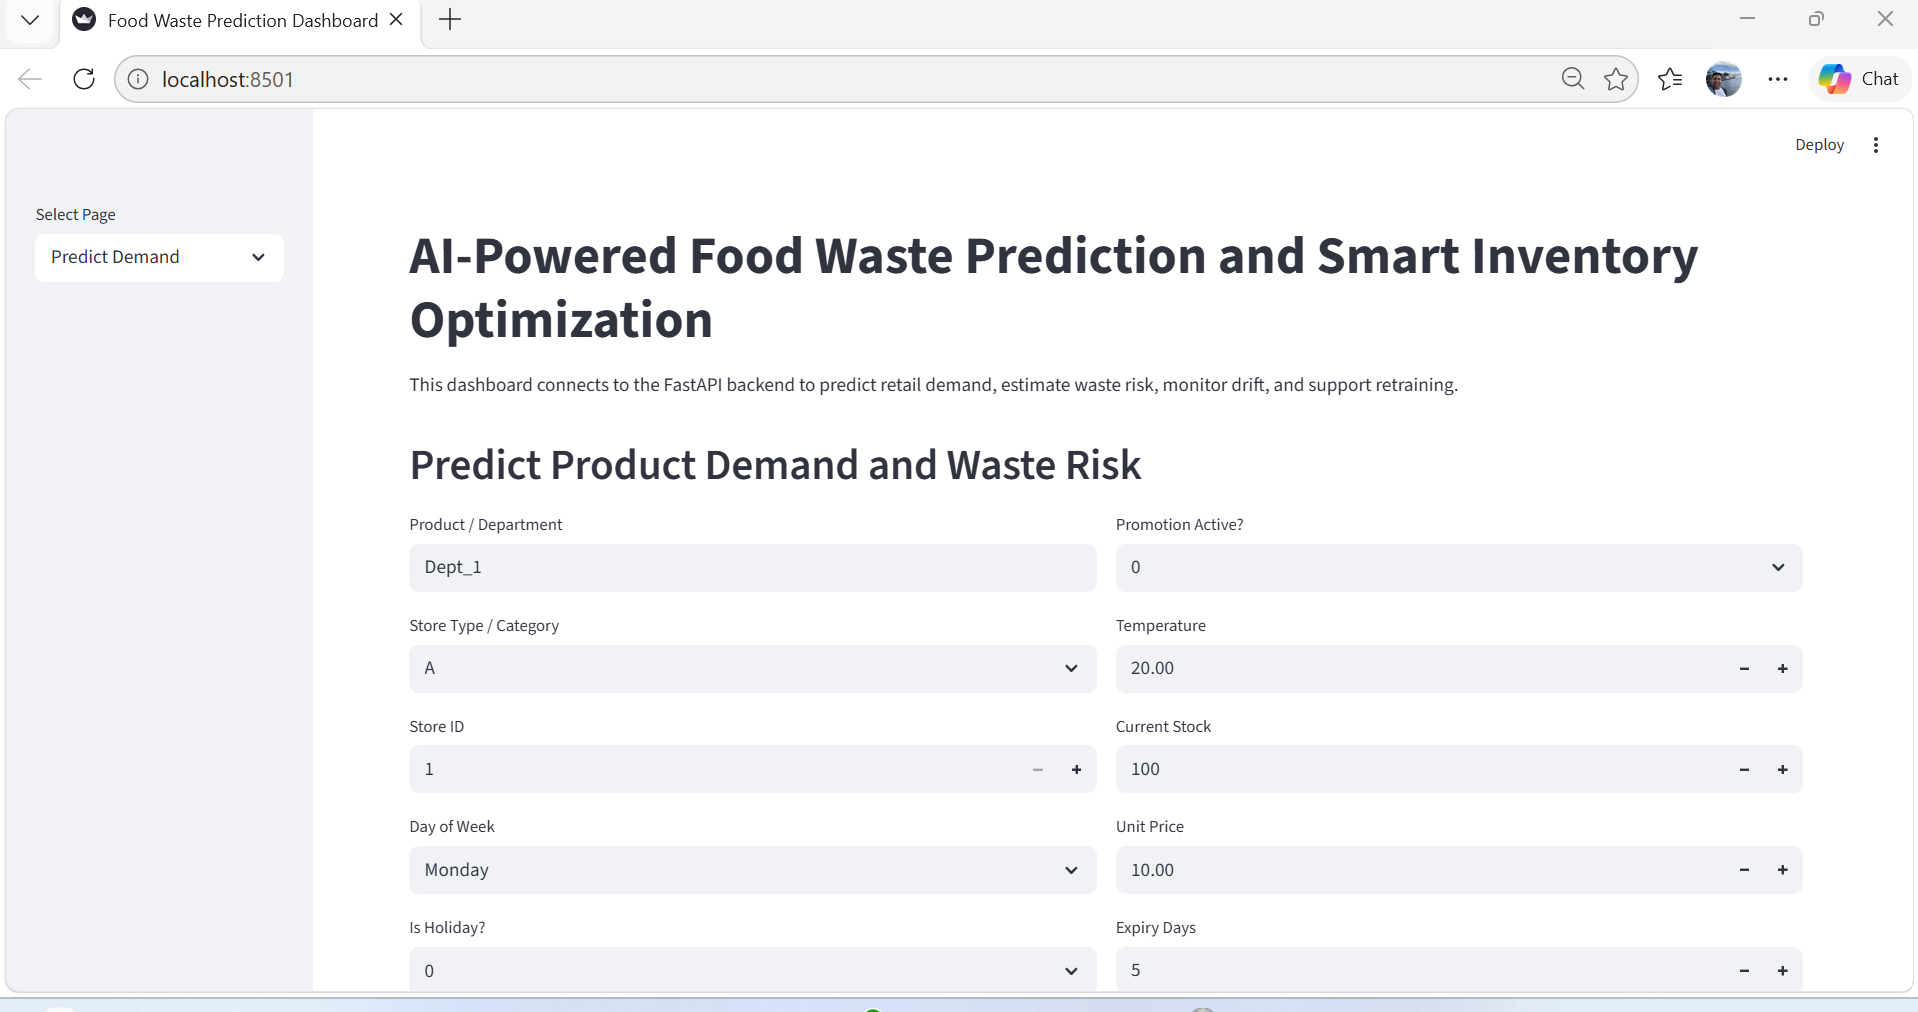 Food Waste Prediction Dashboard
localhost:8501
Chat
Deploy
Select Page
Predict Demand
AI-Powered Food Waste Prediction and Smart Inventory
Optimization
This dashboard connects to the FastAPI backend to predict retail demand, estimate waste risk, monitor drift, and support retraining.
Predict Product Demand and Waste Risk
Product / Department
Dept_1
Promotion Active?
0
Store Type / Category
A
Temperature
20.00
Store ID
1
Current Stock
100
Day of Week
Monday
Unit Price
10.00
Is Holiday?
0
Expiry Days
5